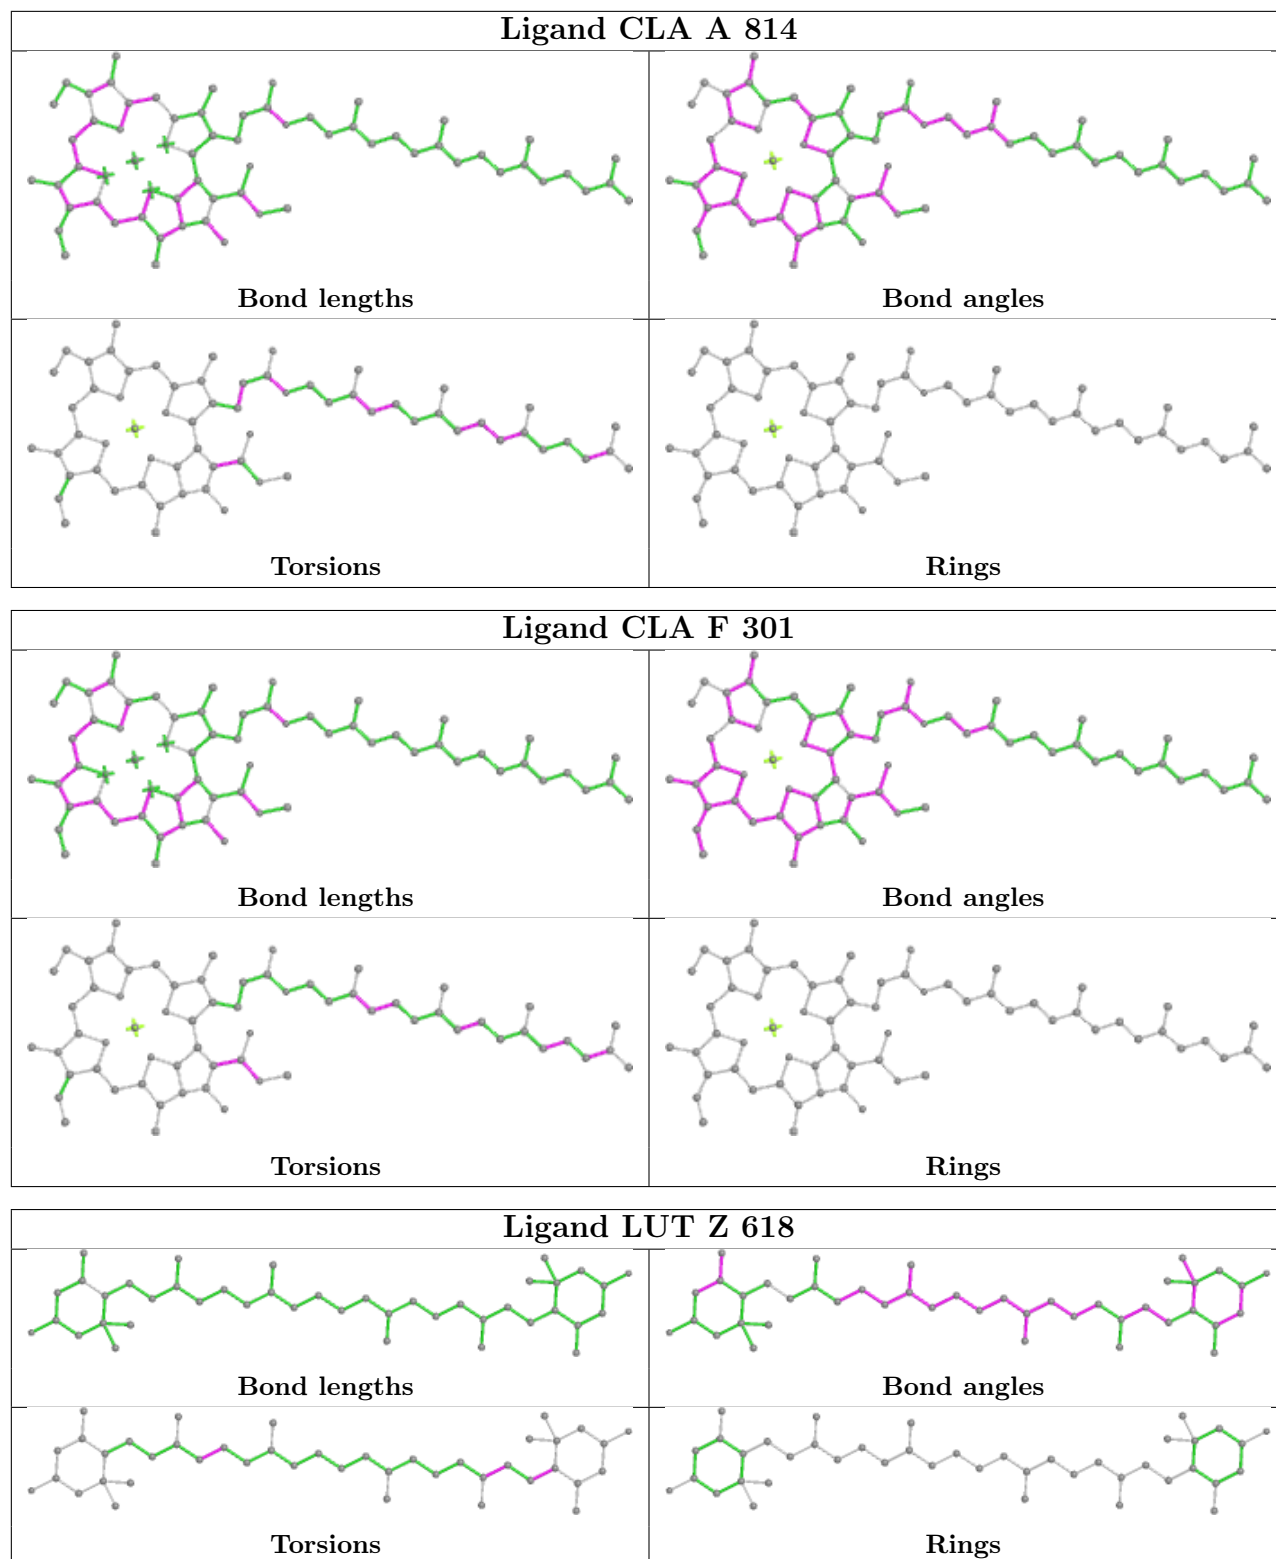 Ligand CLA A 814
Bond lengths
Bond angles
Torsions
Rings
Ligand CLA F 301
Bond lengths
Bond angles
Torsions
Rings
Ligand LUT Z 618
Bond lengths
Bond angles
Torsions
Rings